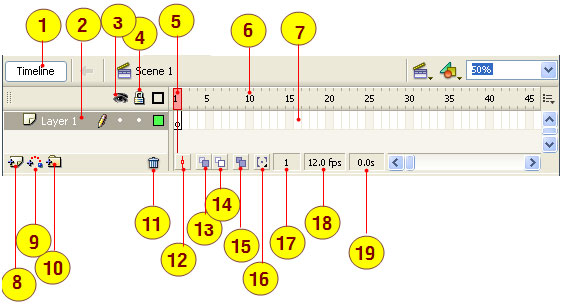 1 2 3 4 5 6 7
Timeline Scene 1 50%
1 5 10 15 20 25 30 35 40 45
Layer 1
1 12.0 fps 0.0s
8 9 10 11 12 13 14 15 16 17 18 19